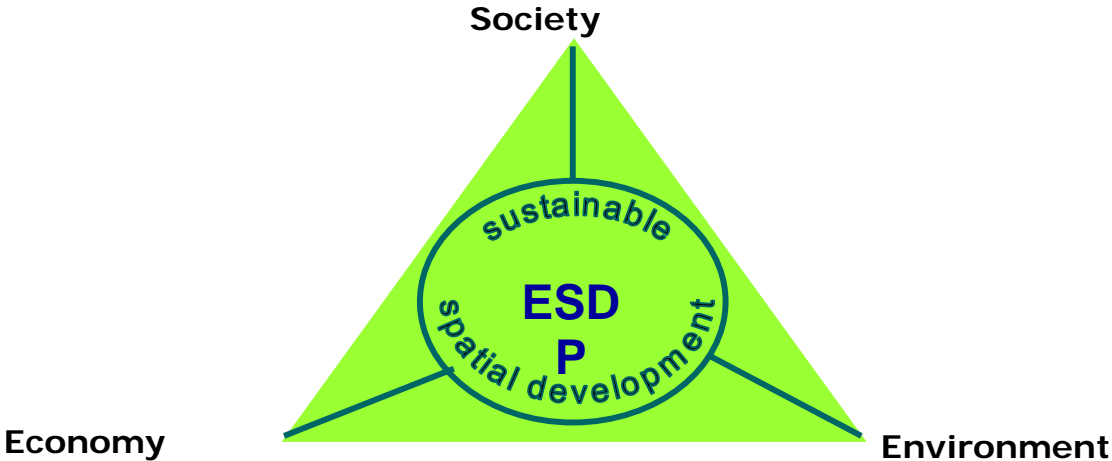 Society
sustainable
ESD
P
spatial development
Economy
Environment